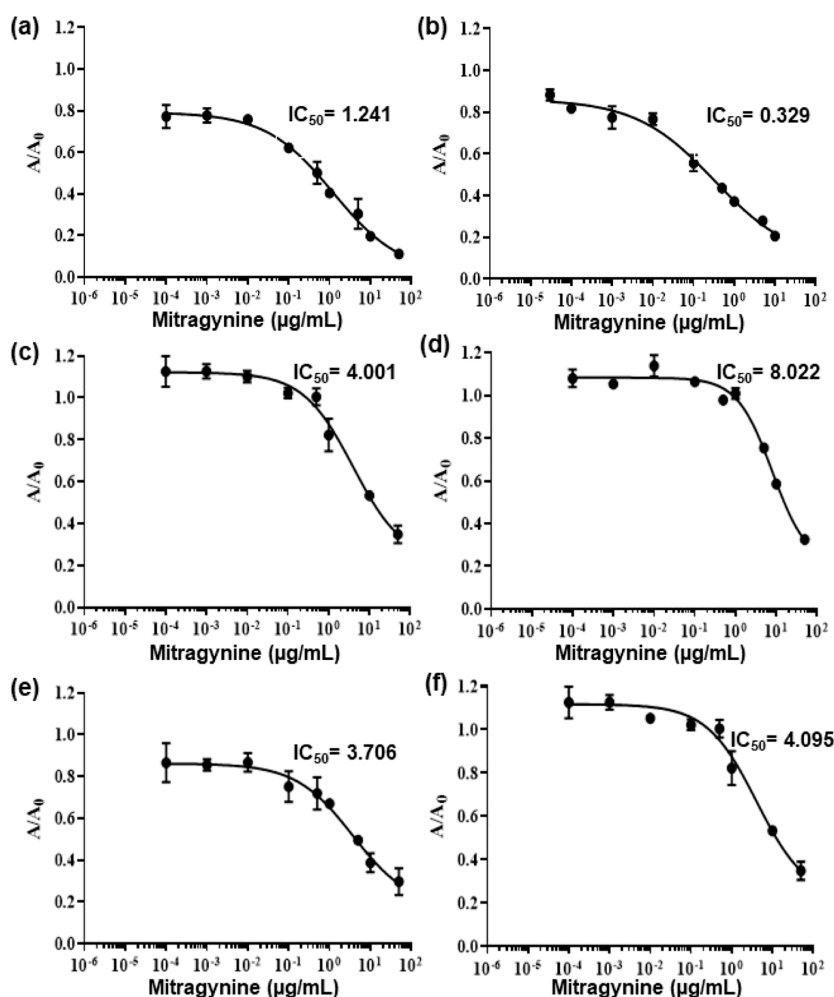 (a)
1.2
1.0
0.8
0.6
0.4
0.2
0.0
A/A₀
IC₅₀= 1.241
10⁻⁶ 10⁻⁵ 10⁻⁴ 10⁻³ 10⁻² 10⁻¹ 10⁰ 10¹ 10²
Mitragynine (µg/mL)
(b)
1.2
1.0
0.8
0.6
0.4
0.2
0.0
A/A₀
IC₅₀= 0.329
10⁻⁶ 10⁻⁵ 10⁻⁴ 10⁻³ 10⁻² 10⁻¹ 10⁰ 10¹ 10²
Mitragynine (µg/mL)
(c)
1.2
1.0
0.8
0.6
0.4
0.2
0.0
A/A₀
IC₅₀= 4.001
10⁻⁶ 10⁻⁵ 10⁻⁴ 10⁻³ 10⁻² 10⁻¹ 10⁰ 10¹ 10²
Mitragynine (µg/mL)
(d)
1.2
1.0
0.8
0.6
0.4
0.2
0.0
A/A₀
IC₅₀= 8.022
10⁻⁶ 10⁻⁵ 10⁻⁴ 10⁻³ 10⁻² 10⁻¹ 10⁰ 10¹ 10²
Mitragynine (µg/mL)
(e)
1.2
1.0
0.8
0.6
0.4
0.2
0.0
A/A₀
IC₅₀= 3.706
10⁻⁶ 10⁻⁵ 10⁻⁴ 10⁻³ 10⁻² 10⁻¹ 10⁰ 10¹ 10²
Mitragynine (µg/mL)
(f)
1.2
1.0
0.8
0.6
0.4
0.2
0.0
A/A₀
IC₅₀= 4.095
10⁻⁶ 10⁻⁵ 10⁻⁴ 10⁻³ 10⁻² 10⁻¹ 10⁰ 10¹ 10²
Mitragynine (µg/mL)